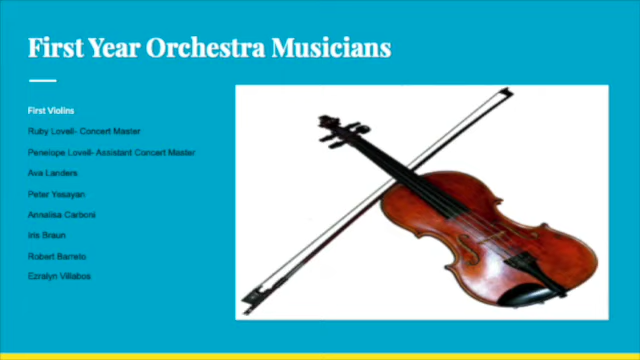 First Year Orchestra Musicians
First Violins
Ruby Lovell- Concert Master
Penelope Lovell- Assistant Concert Master
Ava Landers
Peter Yesayan
Annalisa Carboni
Iris Braun
Robert Barreto
Ezralyn Villabos